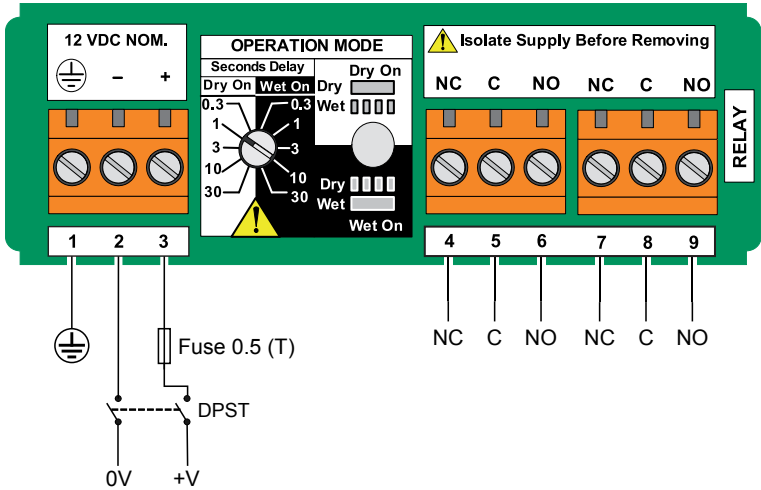 12 VDC NOM.
– +
OPERATION MODE
Seconds Delay
Dry On Wet On
0.3 0.3
1 1
3 3
10 10
30 30
Dry On
Dry
Wet
Dry
Wet
Wet On
Isolate Supply Before Removing
NC C NO NC C NO
RELAY
1 2 3
4 5 6 7 8 9
NC C NO NC C NO
Fuse 0.5 (T)
DPST
0V +V